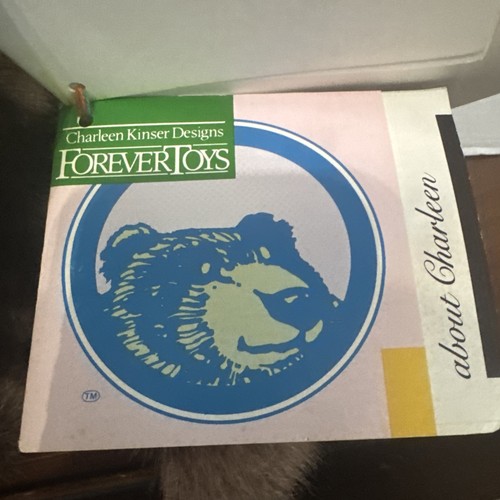 Charleen Kinser Designs
FOREVERTOYS
TM
about Charleen